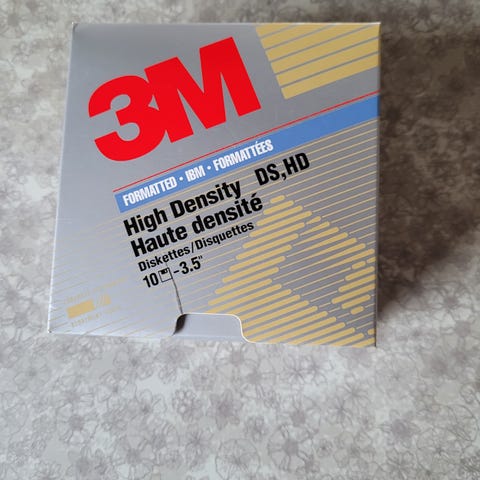 3M
FORMATTED • IBM • FORMATTÉES
High Density DS,HD
Haute densité
Diskettes/Disquettes
10 - 3.5"